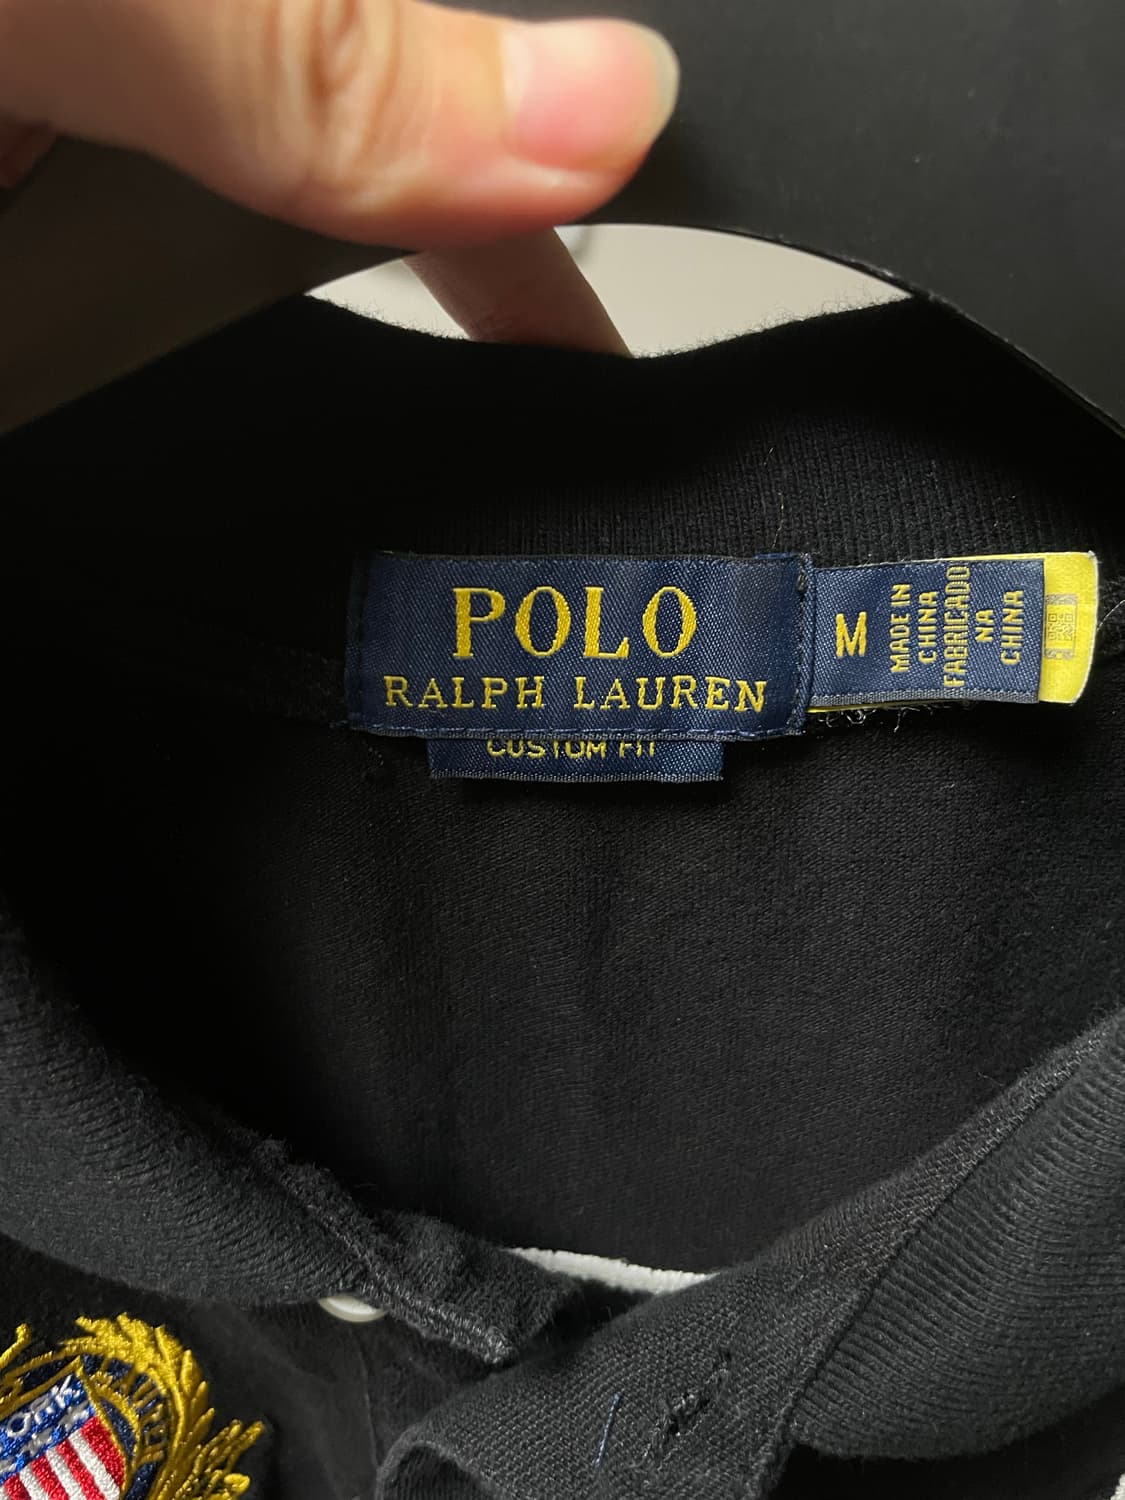 POLO
RALPH LAUREN
CUSTOM FIT
M
MADE IN
CHINA
FABRICADO
NA
CHINA